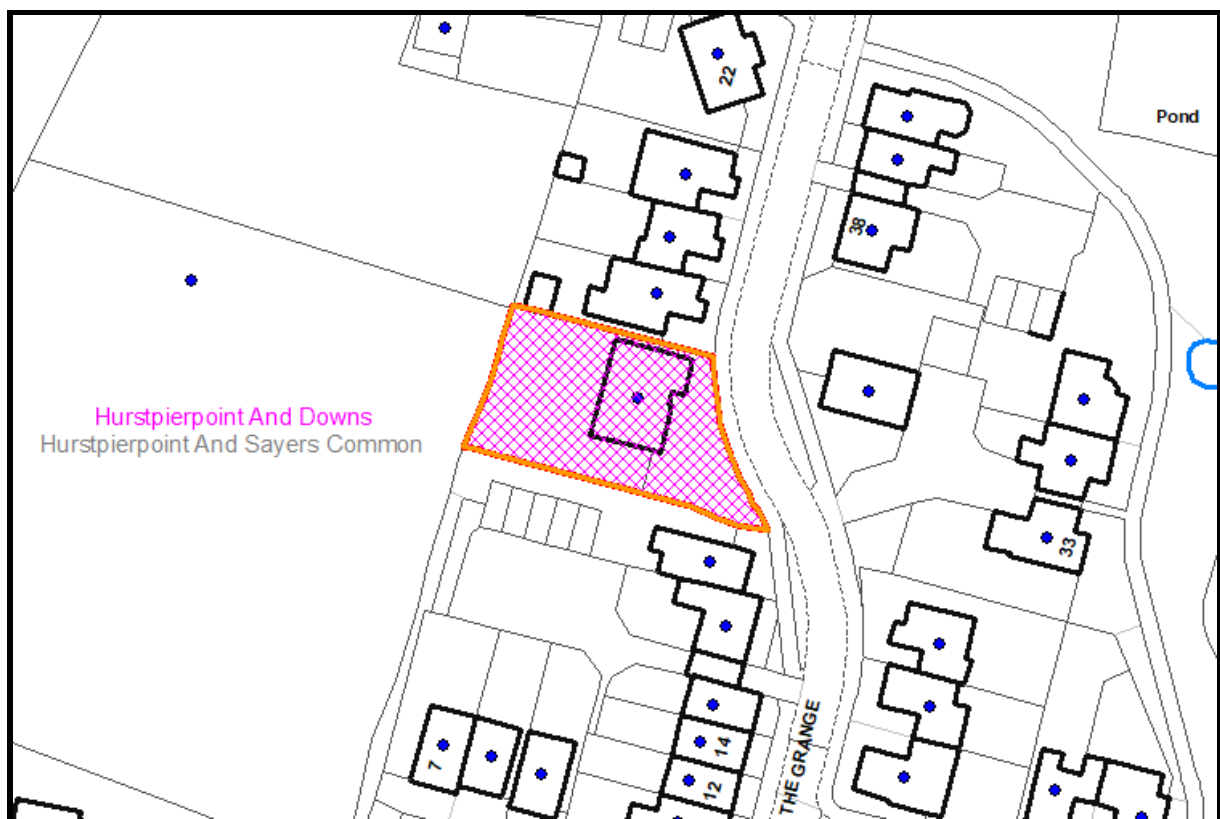 22
Pond
38
Hurstpierpoint And Downs
Hurstpierpoint And Sayers Common
33
THE GRANGE
14
7
12